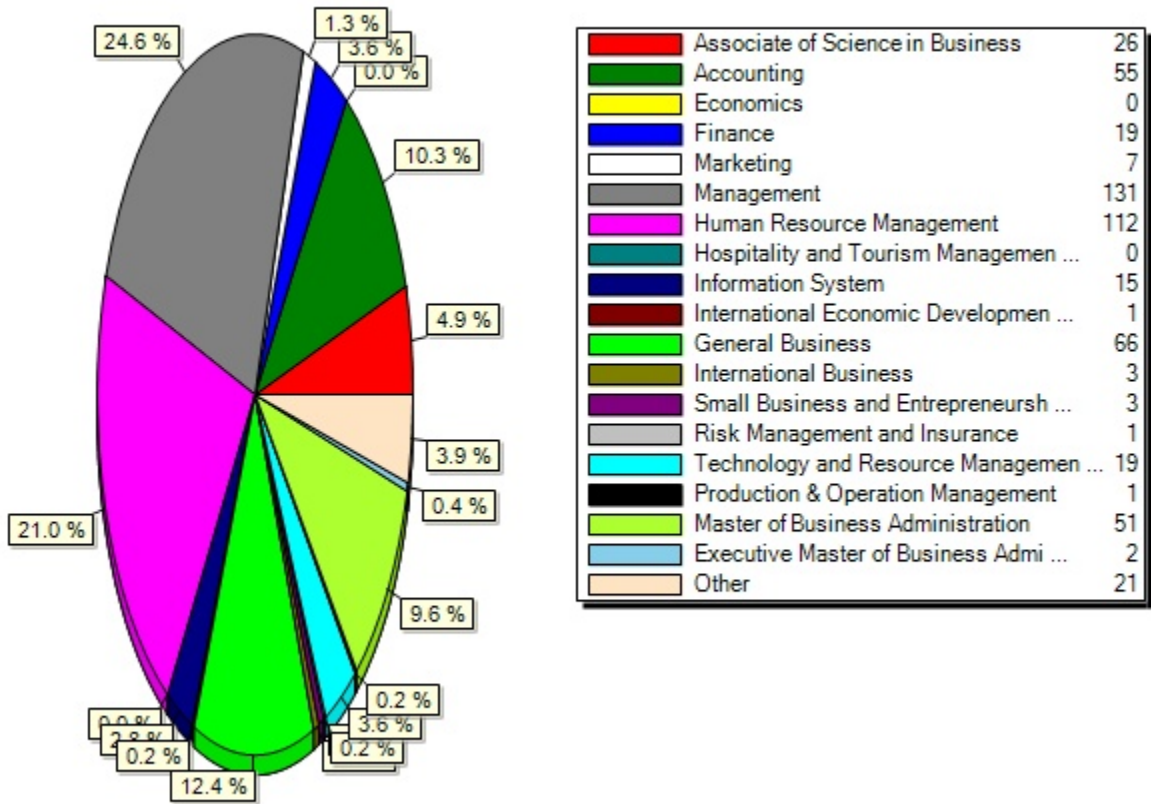 24.6 %
1.3 %
3.6 %
0.0 %
10.3 %
4.9 %
3.9 %
0.4 %
9.6 %
0.2 %
3.6 %
0.2 %
12.4 %
0.2 %
2.8 %
0.0 %
21.0 %
Associate of Science in Business 26
Accounting 55
Economics 0
Finance 19
Marketing 7
Management 131
Human Resource Management 112
Hospitality and Tourism Managemen ... 0
Information System 15
International Economic Developmen ... 1
General Business 66
International Business 3
Small Business and Entrepreneursh ... 3
Risk Management and Insurance 1
Technology and Resource Managemen ... 19
Production & Operation Management 1
Master of Business Administration 51
Executive Master of Business Admi ... 2
Other 21